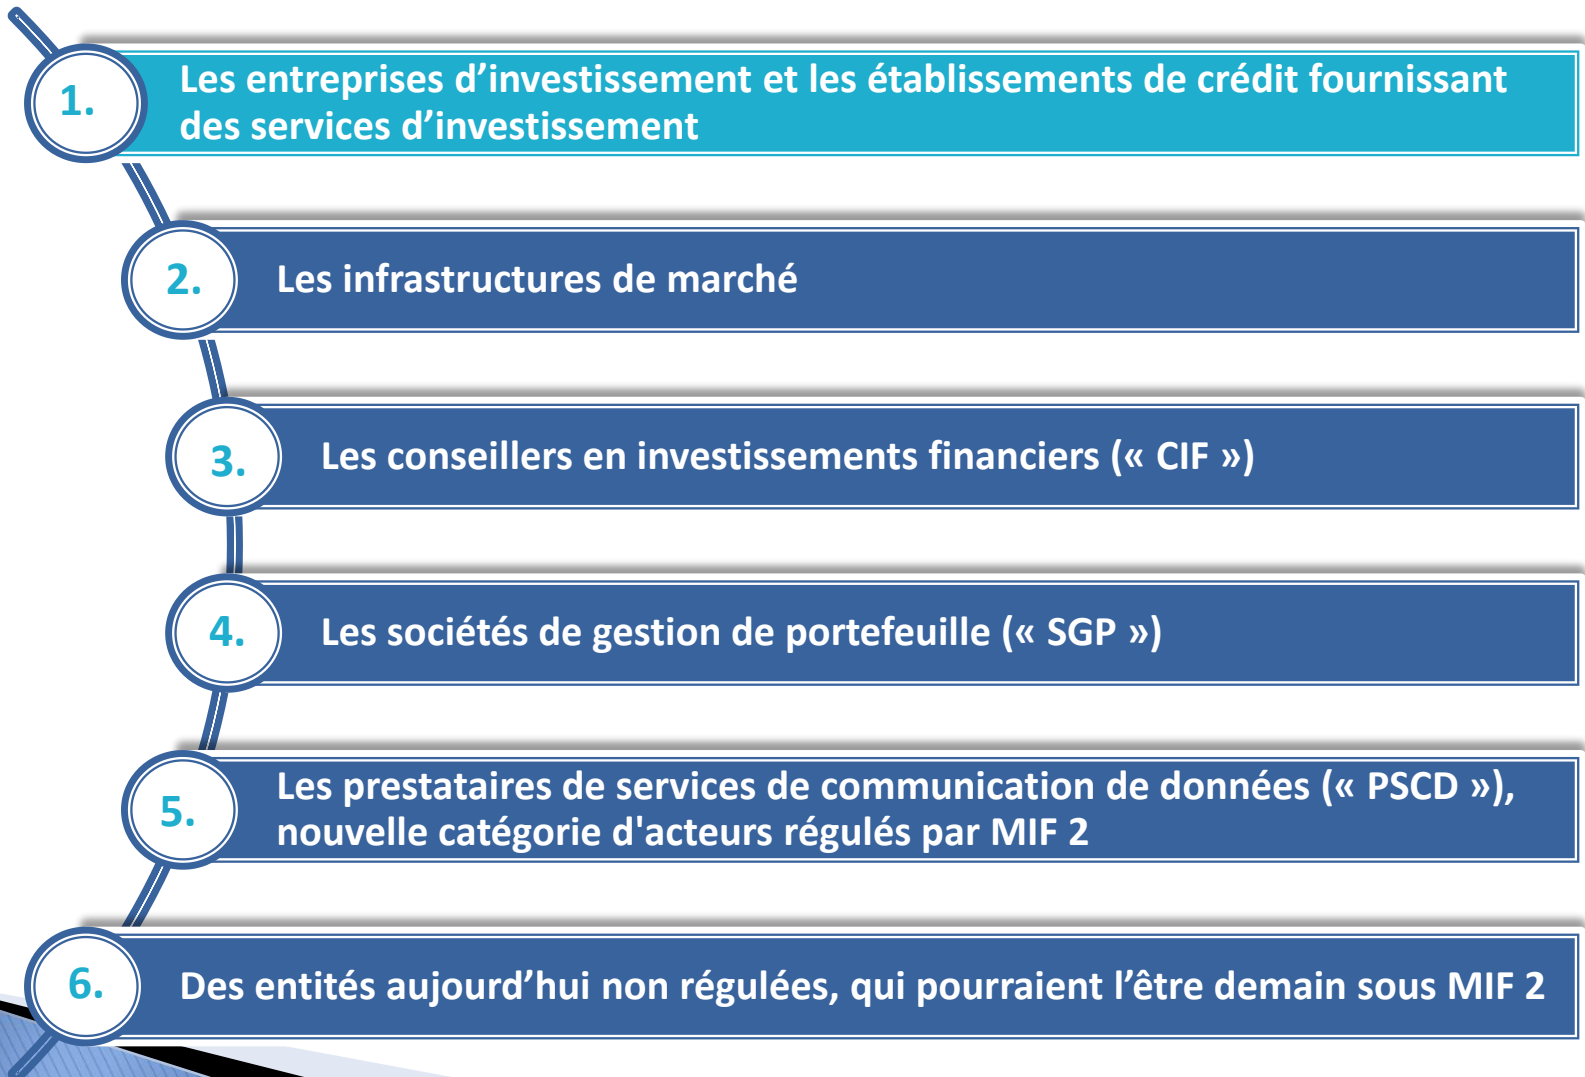 1.
Les entreprises d’investissement et les établissements de crédit fournissant
des services d’investissement
2.
Les infrastructures de marché
3.
Les conseillers en investissements financiers (« CIF »)
4.
Les sociétés de gestion de portefeuille (« SGP »)
5.
Les prestataires de services de communication de données (« PSCD »),
nouvelle catégorie d'acteurs régulés par MIF 2
6.
Des entités aujourd’hui non régulées, qui pourraient l’être demain sous MIF 2